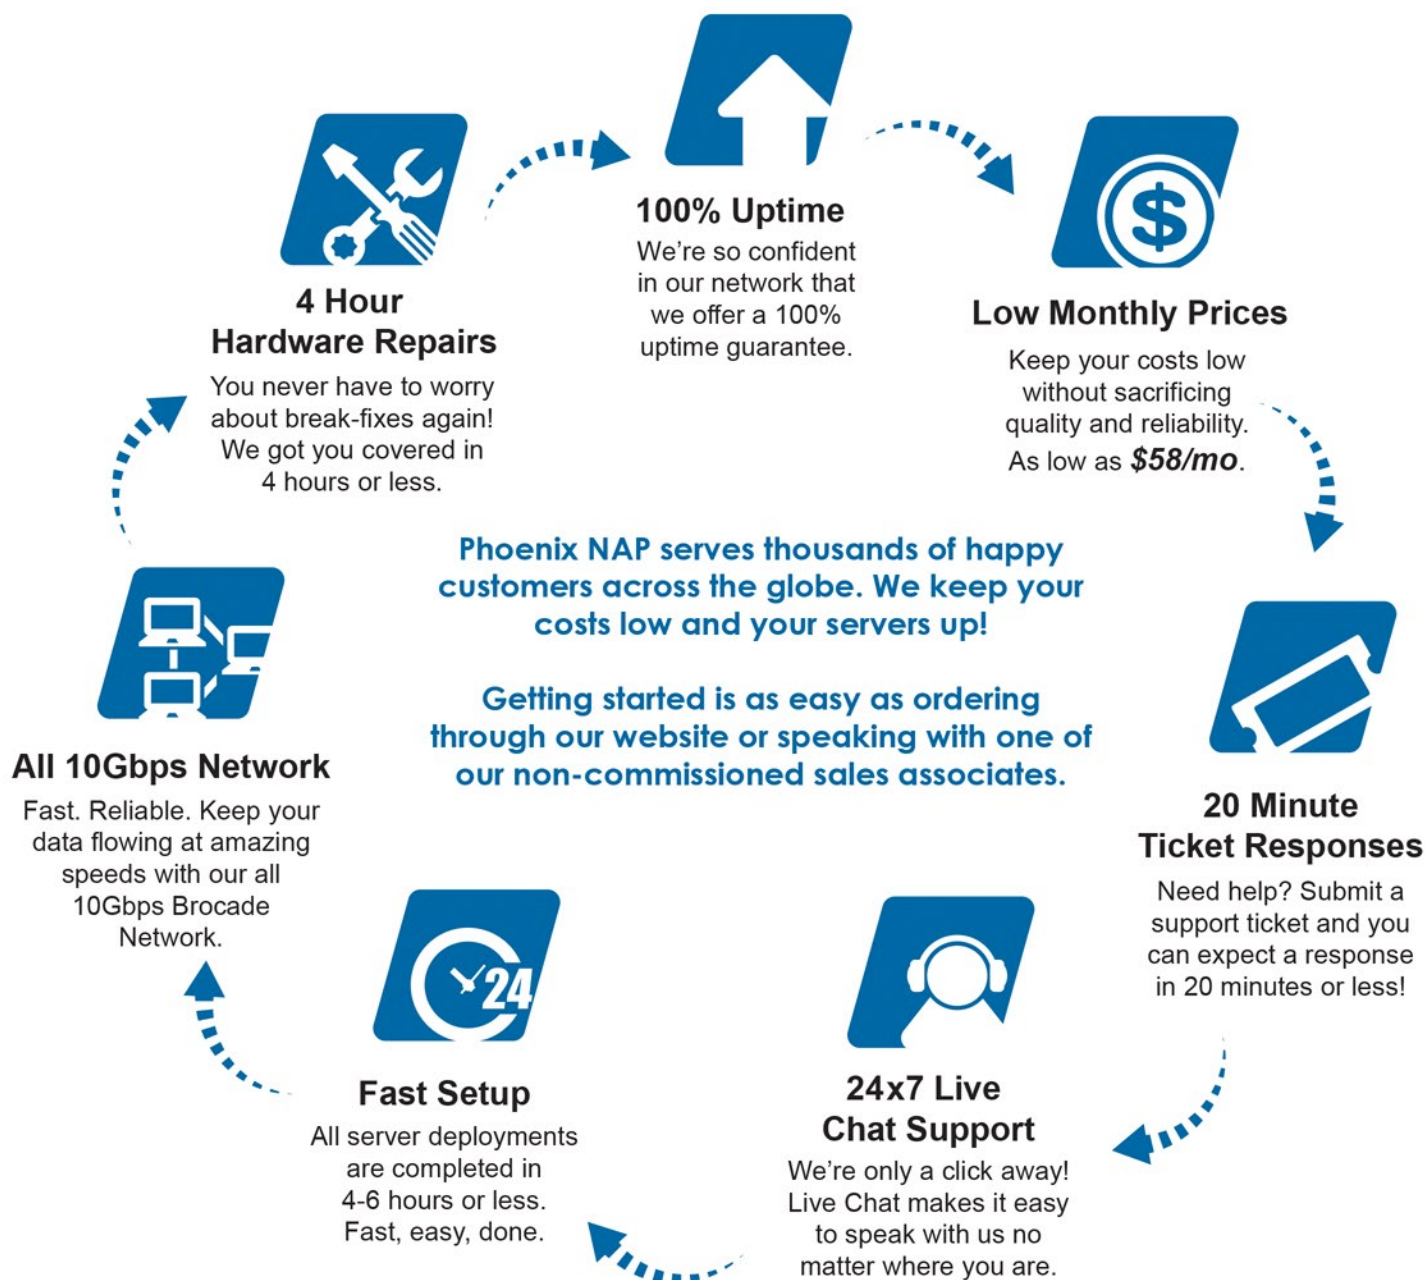 100% Uptime
We're so confident
in our network that
we offer a 100%
uptime guarantee.
$
Low Monthly Prices
Keep your costs low
without sacrificing
quality and reliability.
As low as $58/mo.
20 Minute
Ticket Responses
Need help? Submit a
support ticket and you
can expect a response
in 20 minutes or less!
24x7 Live
Chat Support
We're only a click away!
Live Chat makes it easy
to speak with us no
matter where you are.
24
Fast Setup
All server deployments
are completed in
4-6 hours or less.
Fast, easy, done.
All 10Gbps Network
Fast. Reliable. Keep your
data flowing at amazing
speeds with our all
10Gbps Brocade
Network.
4 Hour
Hardware Repairs
You never have to worry
about break-fixes again!
We got you covered in
4 hours or less.
Phoenix NAP serves thousands of happy
customers across the globe. We keep your
costs low and your servers up!
Getting started is as easy as ordering
through our website or speaking with one of
our non-commissioned sales associates.